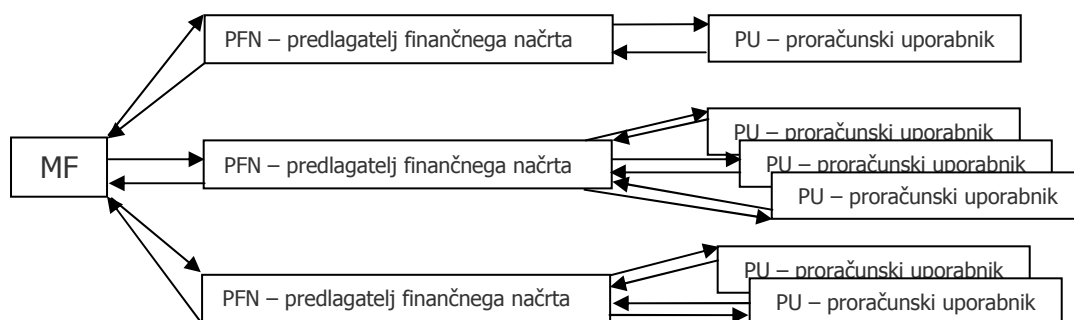 PFN – predlagatelj finančnega načrta
PU – proračunski uporabnik
MF
PFN – predlagatelj finančnega načrta
PU – proračunski uporabnik
PU – proračunski uporabnik
PU – proračunski uporabnik
PFN – predlagatelj finančnega načrta
PU – proračunski uporabnik
PU – proračunski uporabnik